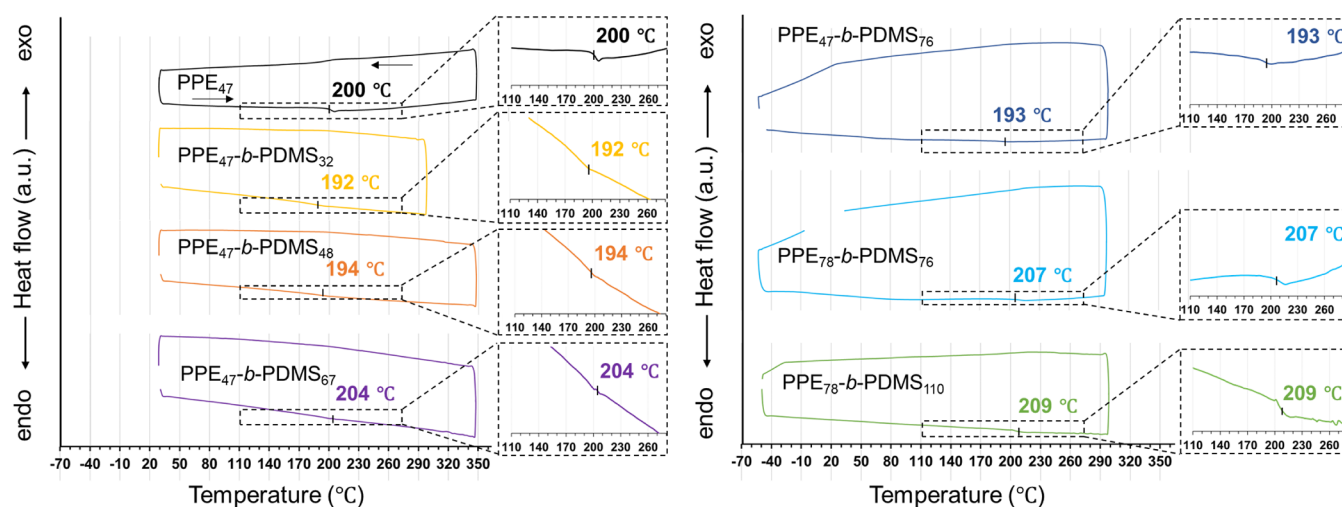 exo
Heat flow (a.u.)
endo
PPE47
200 ℃
PPE47-b-PDMS32
192 ℃
PPE47-b-PDMS48
194 ℃
PPE47-b-PDMS67
204 ℃
-70 -40 -10 20 50 80 110 140 170 200 230 260 290 320 350
Temperature (℃)
200 ℃
110 140 170 200 230 260
192 ℃
110 140 170 200 230 260
194 ℃
110 140 170 200 230 260
204 ℃
110 140 170 200 230 260
exo
Heat flow (a.u.)
endo
PPE47-b-PDMS76
193 ℃
PPE78-b-PDMS76
207 ℃
PPE78-b-PDMS110
209 ℃
-70 -40 -10 20 50 80 110 140 170 200 230 260 290 320 350
Temperature (℃)
193 ℃
110 140 170 200 230 260
207 ℃
110 140 170 200 230 260
209 ℃
110 140 170 200 230 260